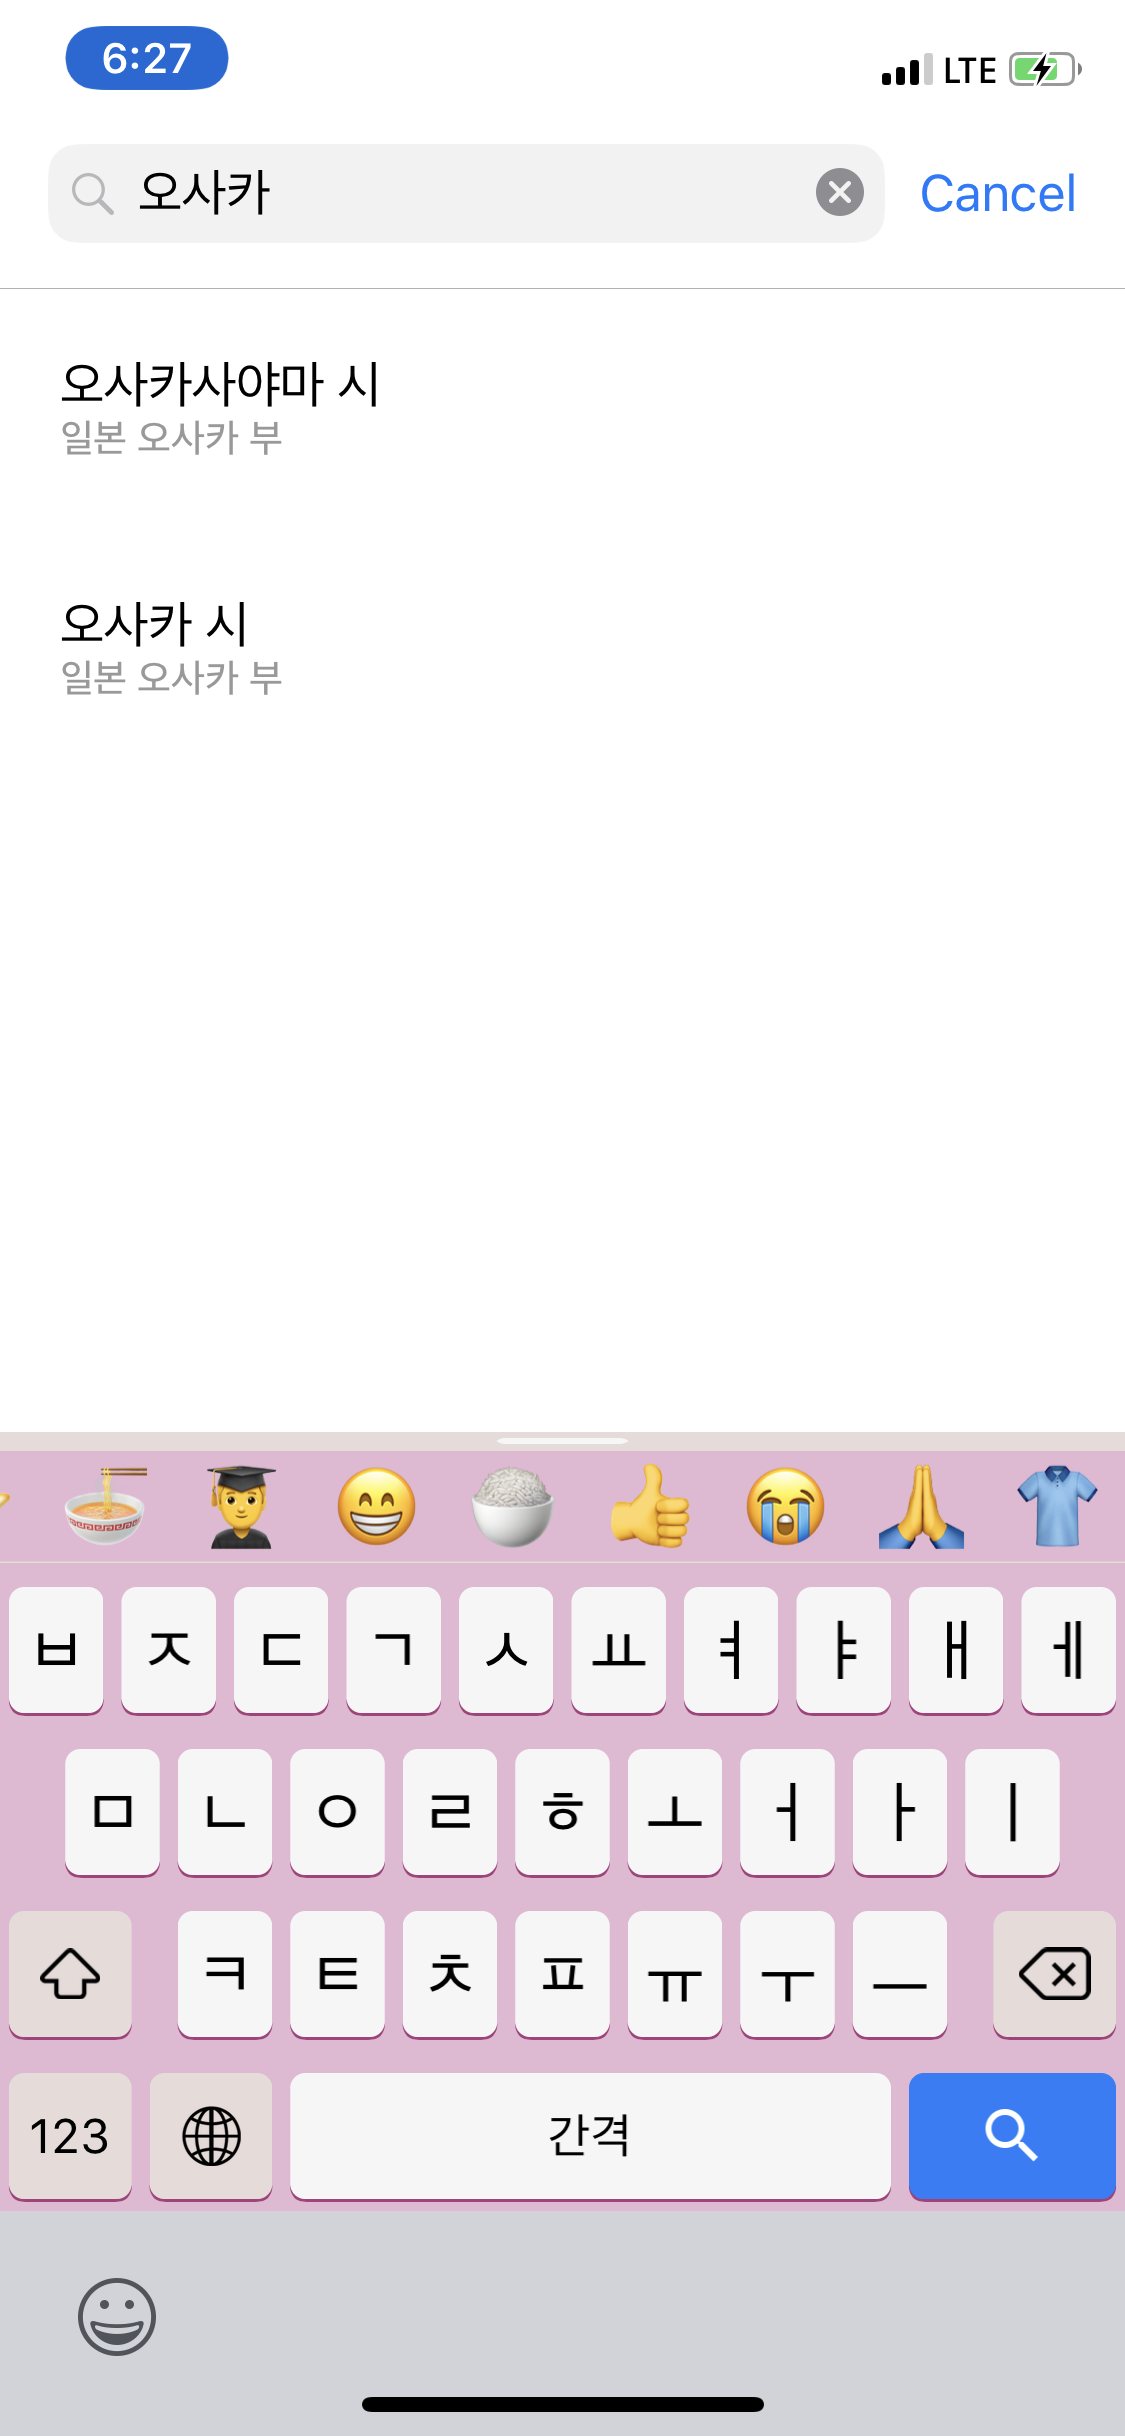 6:27 LTE
오사카 Cancel
오사카사야마 시
일본 오사카 부
오사카 시
일본 오사카 부
ㅂ ㅈ ㄷ ㄱ ㅅ ㅛ ㅕ ㅑ ㅐ ㅔ
ㅁ ㄴ ㅇ ㄹ ㅎ ㅗ ㅓ ㅏ ㅣ
ㅋ ㅌ ㅊ ㅍ ㅠ ㅜ ㅡ
123 간격